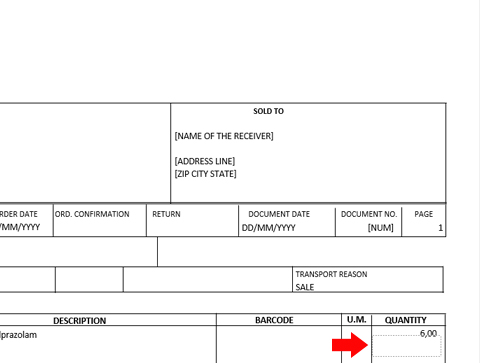 SOLD TO
[NAME OF THE RECEIVER]
[ADDRESS LINE]
[ZIP CITY STATE]
RDER DATE ORD. CONFIRMATION RETURN DOCUMENT DATE DOCUMENT NO. PAGE
/MM/YYYY DD/MM/YYYY [NUM] 1
TRANSPORT REASON
SALE
DESCRIPTION BARCODE U.M. QUANTITY
lprazolam 6,00